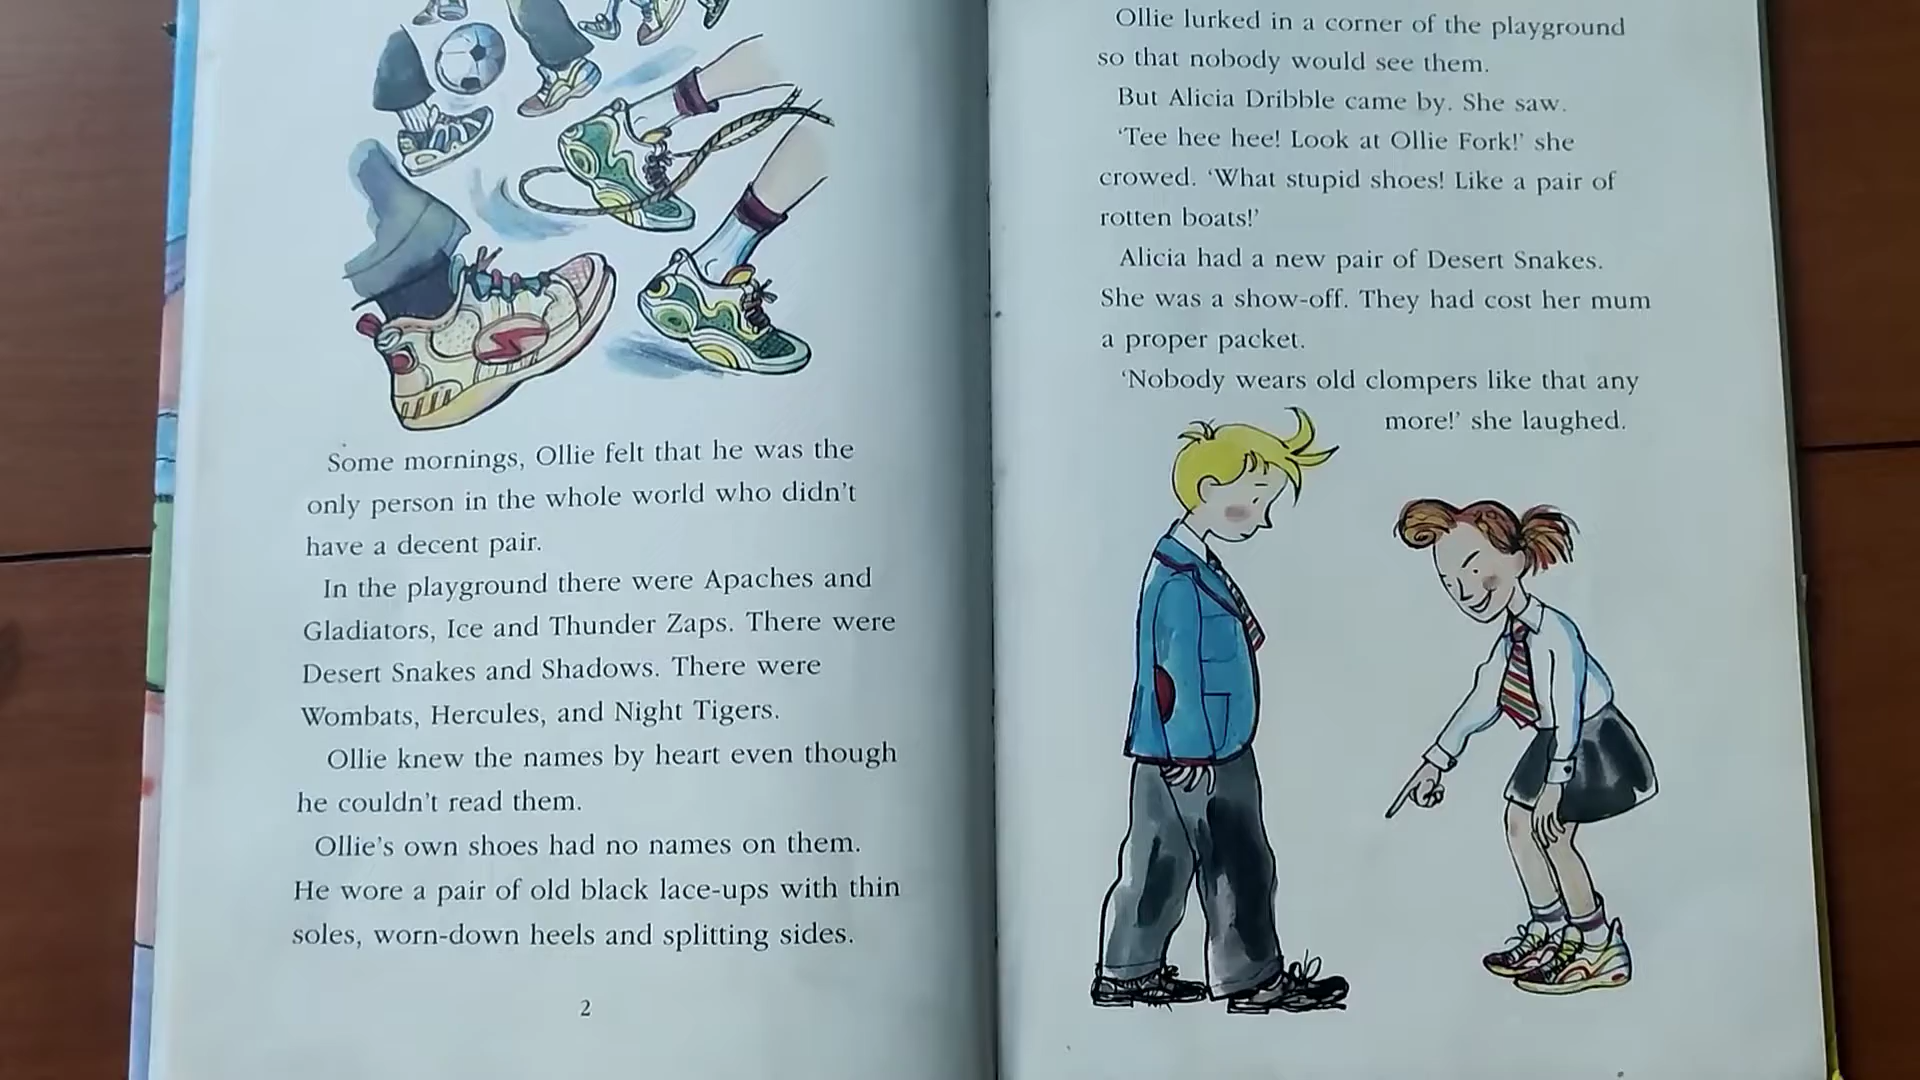 Some mornings, Ollie felt that he was the
only person in the whole world who didn't
have a decent pair.
In the playground there were Apaches and
Gladiators, Ice and Thunder Zaps. There were
Desert Snakes and Shadows. There were
Wombats, Hercules, and Night Tigers.
Ollie knew the names by heart even though
he couldn't read them.
Ollie's own shoes had no names on them.
He wore a pair of old black lace-ups with thin
soles, worn-down heels and splitting sides.
2
Ollie lurked in a corner of the playground
so that nobody would see them.
But Alicia Dribble came by. She saw.
‘Tee hee hee! Look at Ollie Fork!’ she
crowed. ‘What stupid shoes! Like a pair of
rotten boats!’
Alicia had a new pair of Desert Snakes.
She was a show-off. They had cost her mum
a proper packet.
‘Nobody wears old clompers like that any
more!’ she laughed.